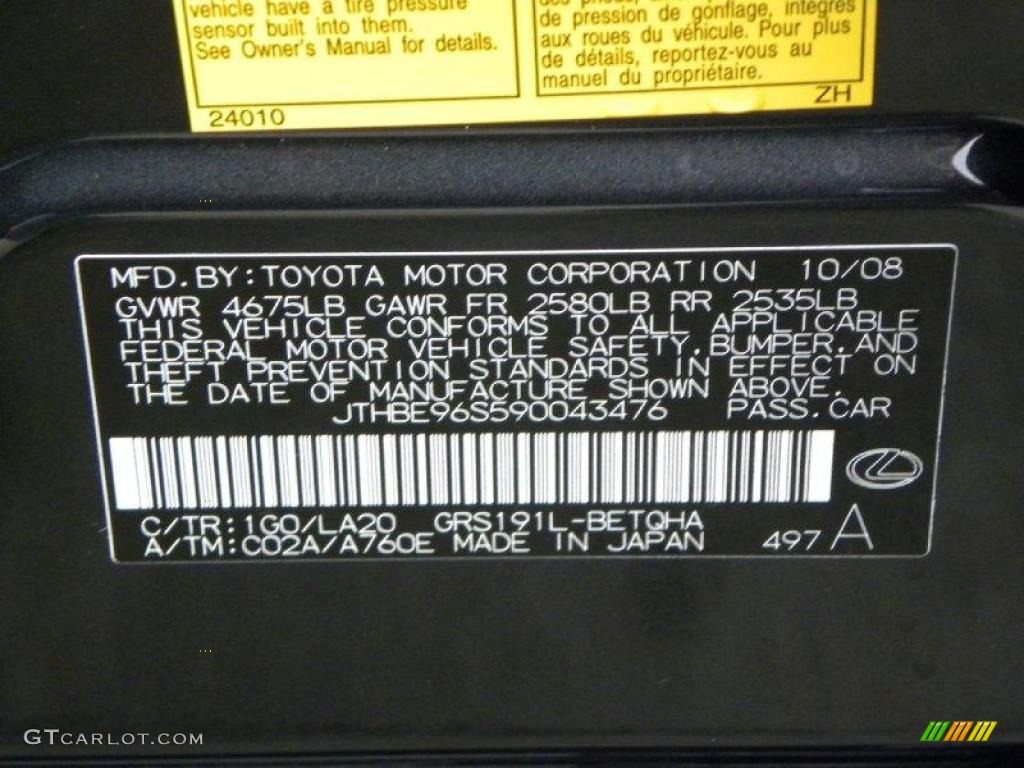 vehicle have a tire pressure
sensor built into them.
See Owner's Manual for details.
24010
de pression de gonflage, intégrés
aux roues du véhicule. Pour plus
de détails, reportez-vous au
manuel du propriétaire.
ZH
MFD. BY: TOYOTA MOTOR CORPORATION 10/08
GVWR 4675LB GAWR FR 2580LB RR 2535LB
THIS VEHICLE CONFORMS TO ALL APPLICABLE
FEDERAL MOTOR VEHICLE SAFETY, BUMPER, AND
THEFT PREVENTION STANDARDS IN EFFECT ON
THE DATE OF MANUFACTURE SHOWN ABOVE.
JTHBE96S590043476 PASS. CAR
C/TR: 1G0/LA20 GRS191L-BETQHA
A/TM: C02A/A760E MADE IN JAPAN 497 A
GTCARLOT.COM